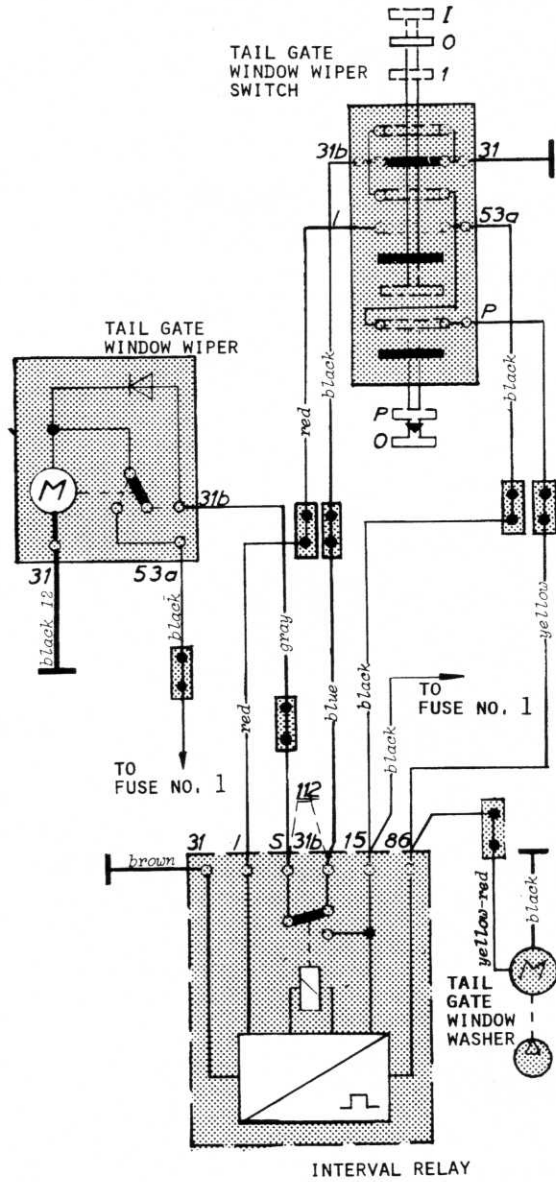 I
O
1
TAIL GATE
WINDOW WIPER
SWITCH
31b
31
I
53a
P
TAIL GATE
WINDOW WIPER
red
black
black
P
O
M
31b
31
53a
black 12
black
gray
yellow
red
blue
black
black
TO
FUSE NO. 1
TO
FUSE NO. 1
112
31
I
S
31b
15
86
brown
yellow-red
black
M
TAIL
GATE
WINDOW
WASHER
INTERVAL RELAY